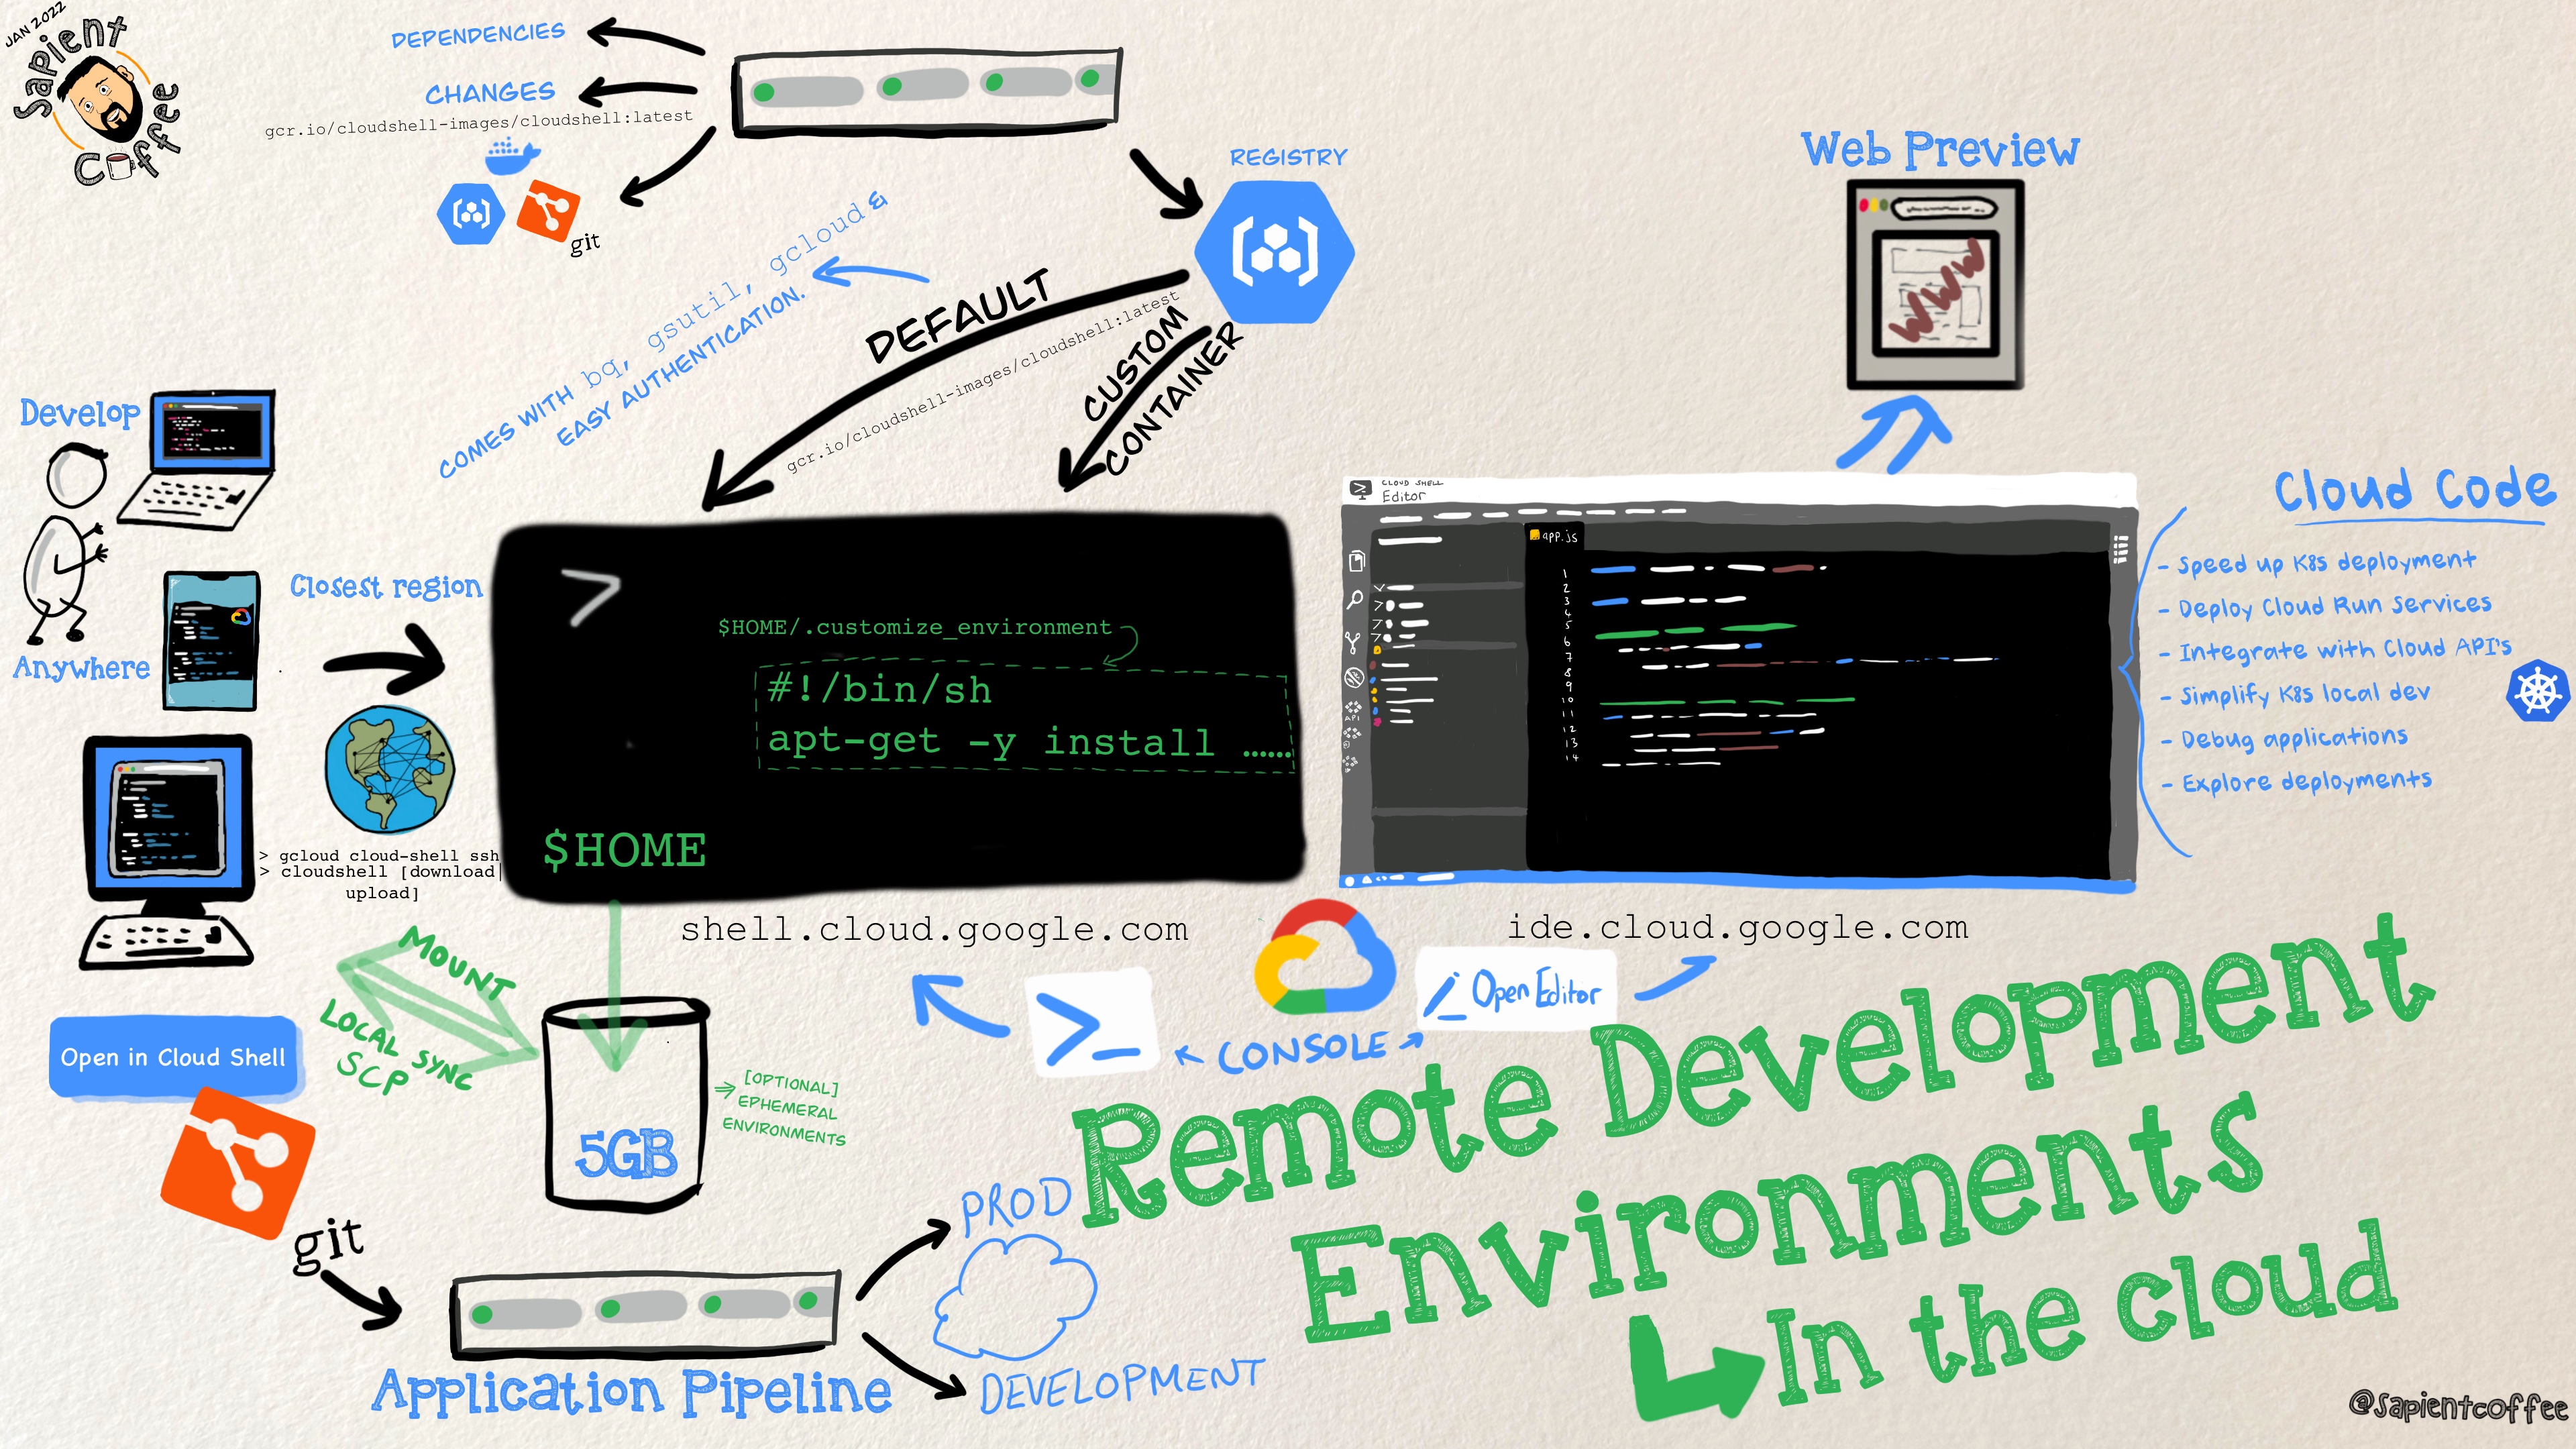 JAN 2022
Sapient
Coffee
DEPENDENCIES
CHANGES
gcr.io/cloudshell-images/cloudshell:latest
git
REGISTRY
COMES WITH bq, gsutil, gcloud &
EASY AUTHENTICATION.
DEFAULT
gcr.io/cloudshell-images/cloudshell:latest
CUSTOM
CONTAINER
Web Preview
WWW
Develop
Anywhere
Closest region
> gcloud cloud-shell ssh
> cloudshell [download|
upload]
>
$HOME/.customize_environment
#!/bin/sh
apt-get -y install ......
$HOME
shell.cloud.google.com
CLOUD SHELL
Editor
app.js
API
1
2
3
4
5
6
7
8
9
10
11
12
13
14
ide.cloud.google.com
Cloud Code
- Speed up K8s deployment
- Deploy Cloud Run Services
- Integrate with Cloud API's
- Simplify K8s local dev
- Debug applications
- Explore deployments
MOUNT
LOCAL SYNC
SCP
Open in Cloud Shell
git
5GB
[OPTIONAL]
EPHEMERAL
ENVIRONMENTS
>_
CONSOLE
Open Editor
Application Pipeline
PROD
DEVELOPMENT
Remote Development
Environments
In the cloud
@sapientcoffee